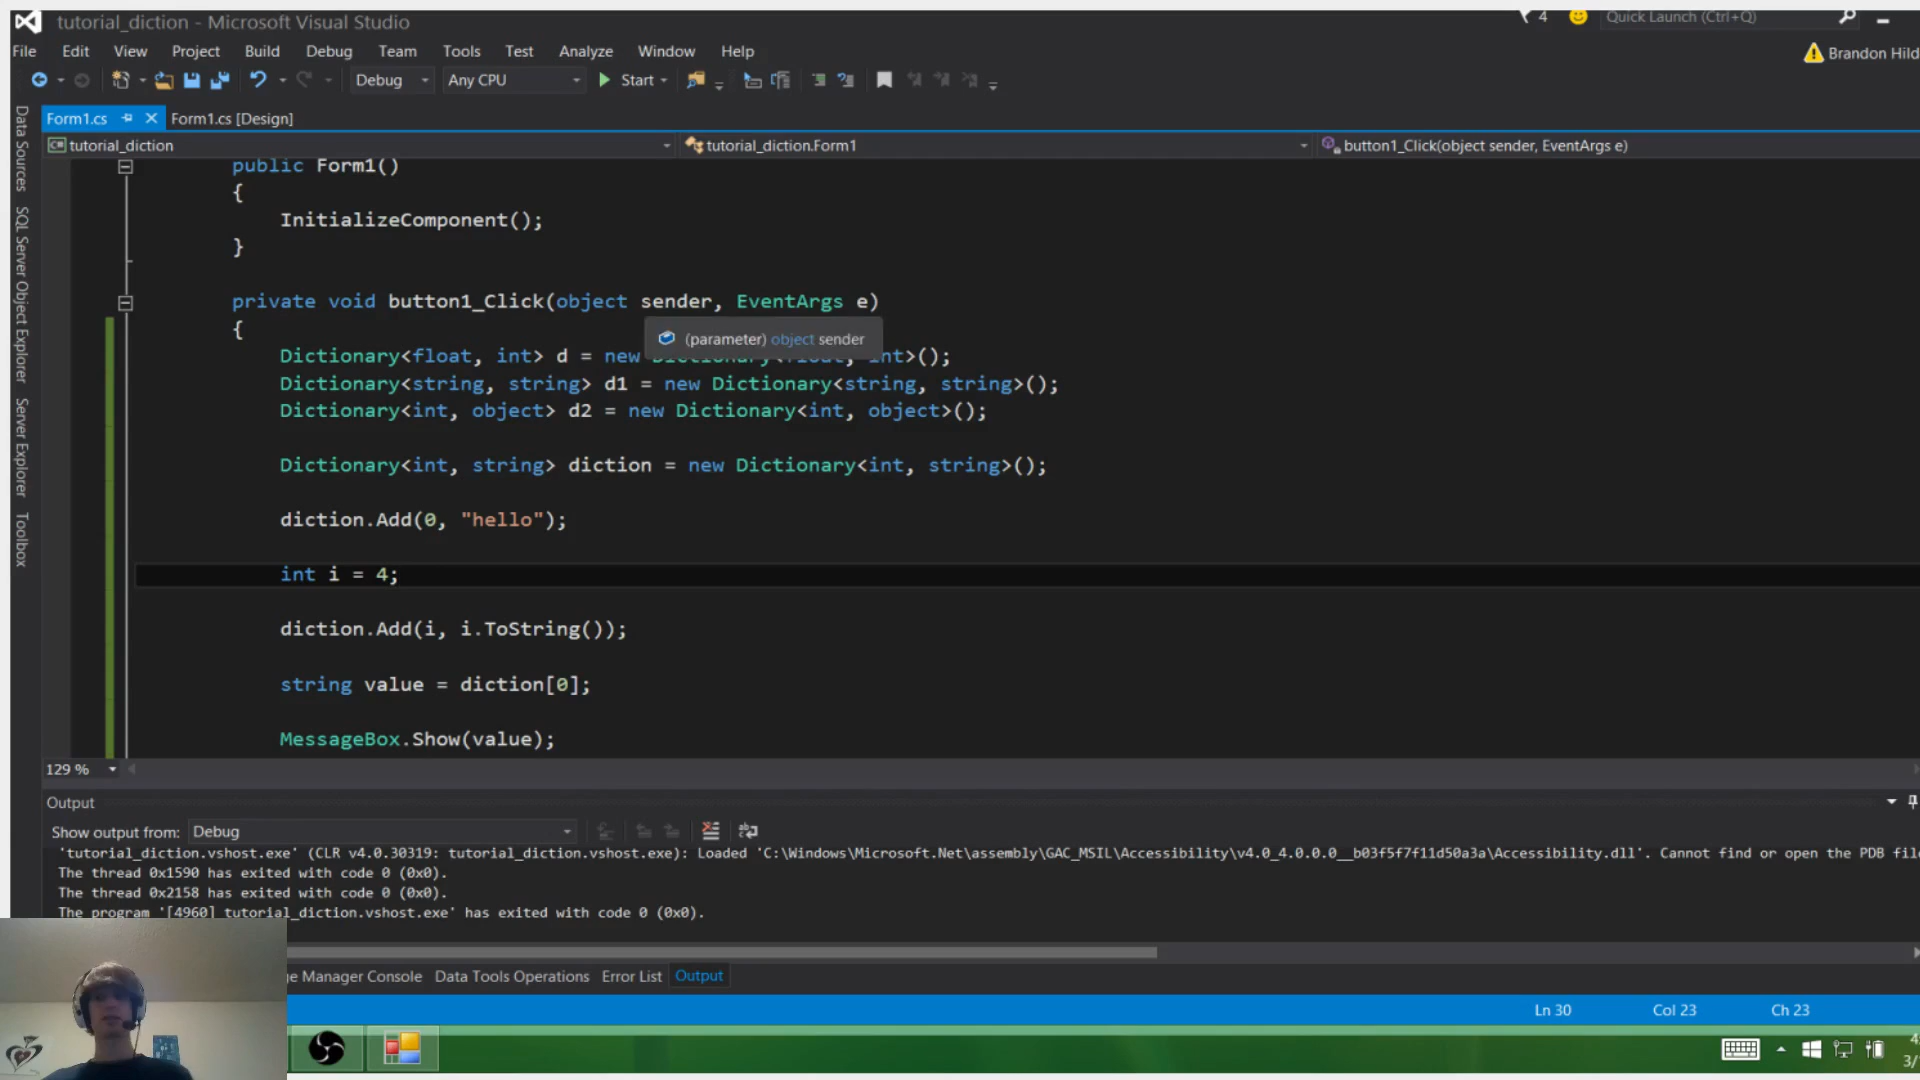 tutorial_diction - Microsoft Visual Studio
4
Quick Launch (Ctrl+Q)
File Edit View Project Build Debug Team Tools Test Analyze Window Help
Brandon Hild
Debug Any CPU Start
Form1.cs Form1.cs [Design]
tutorial_diction tutorial_diction.Form1 button1_Click(object sender, EventArgs e)
Data Sources
SQL Server Object Explorer
Server Explorer
Toolbox
public Form1()
{
InitializeComponent();
}
private void button1_Click(object sender, EventArgs e)
{
(parameter) object sender
Dictionary<float, int> d = new Dictionary<float, int>();
Dictionary<string, string> d1 = new Dictionary<string, string>();
Dictionary<int, object> d2 = new Dictionary<int, object>();
Dictionary<int, string> diction = new Dictionary<int, string>();
diction.Add(0, "hello");
int i = 4;
diction.Add(i, i.ToString());
string value = diction[0];
MessageBox.Show(value);
129 %
Output
Show output from: Debug
'tutorial_diction.vshost.exe' (CLR v4.0.30319: tutorial_diction.vshost.exe): Loaded 'C:\Windows\Microsoft.Net\assembly\GAC_MSIL\Accessibility\v4.0_4.0.0.0__b03f5f7f11d50a3a\Accessibility.dll'. Cannot find or open the PDB file
The thread 0x1590 has exited with code 0 (0x0).
The thread 0x2158 has exited with code 0 (0x0).
The program '[4960] tutorial_diction.vshost.exe' has exited with code 0 (0x0).
ge Manager Console Data Tools Operations Error List Output
Ln 30 Col 23 Ch 23